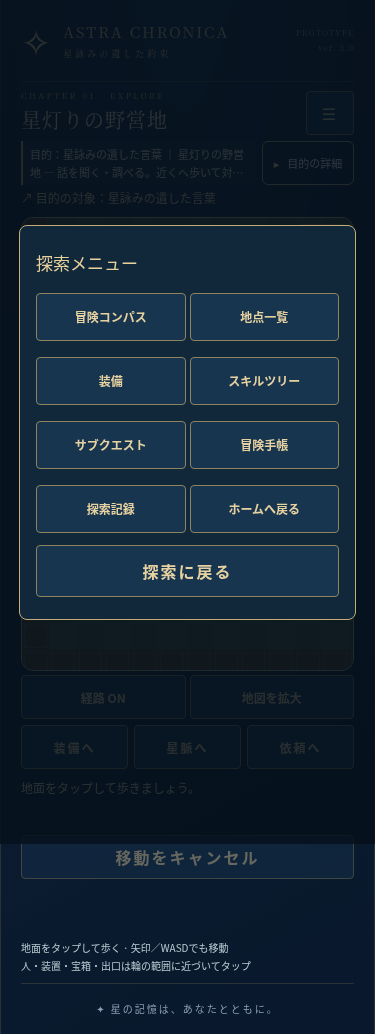 ASTRA CHRONICA
星詠みの遺した約束
PROTOTYPE
CHAPTER 01 EXPLORE
星灯りの野営地
☰
目的：星詠みの遺した言葉 ｜ 星灯りの野営
地 — 話を聞く・調べる。近くへ歩いて対…
▸ 目的の詳細
↗ 目的の対象：星詠みの遺した言葉
探索メニュー
冒険コンパス
地点一覧
装備
スキルツリー
サブクエスト
冒険手帳
探索記録
ホームへ戻る
探索に戻る
経路 ON
地図を拡大
装備へ
星脈へ
依頼へ
地面をタップして歩きましょう。
移動をキャンセル
地面をタップして歩く · 矢印／WASDでも移動
人・装置・宝箱・出口は輪の範囲に近づいてタップ
✦ 星の記憶は、あなたとともに。